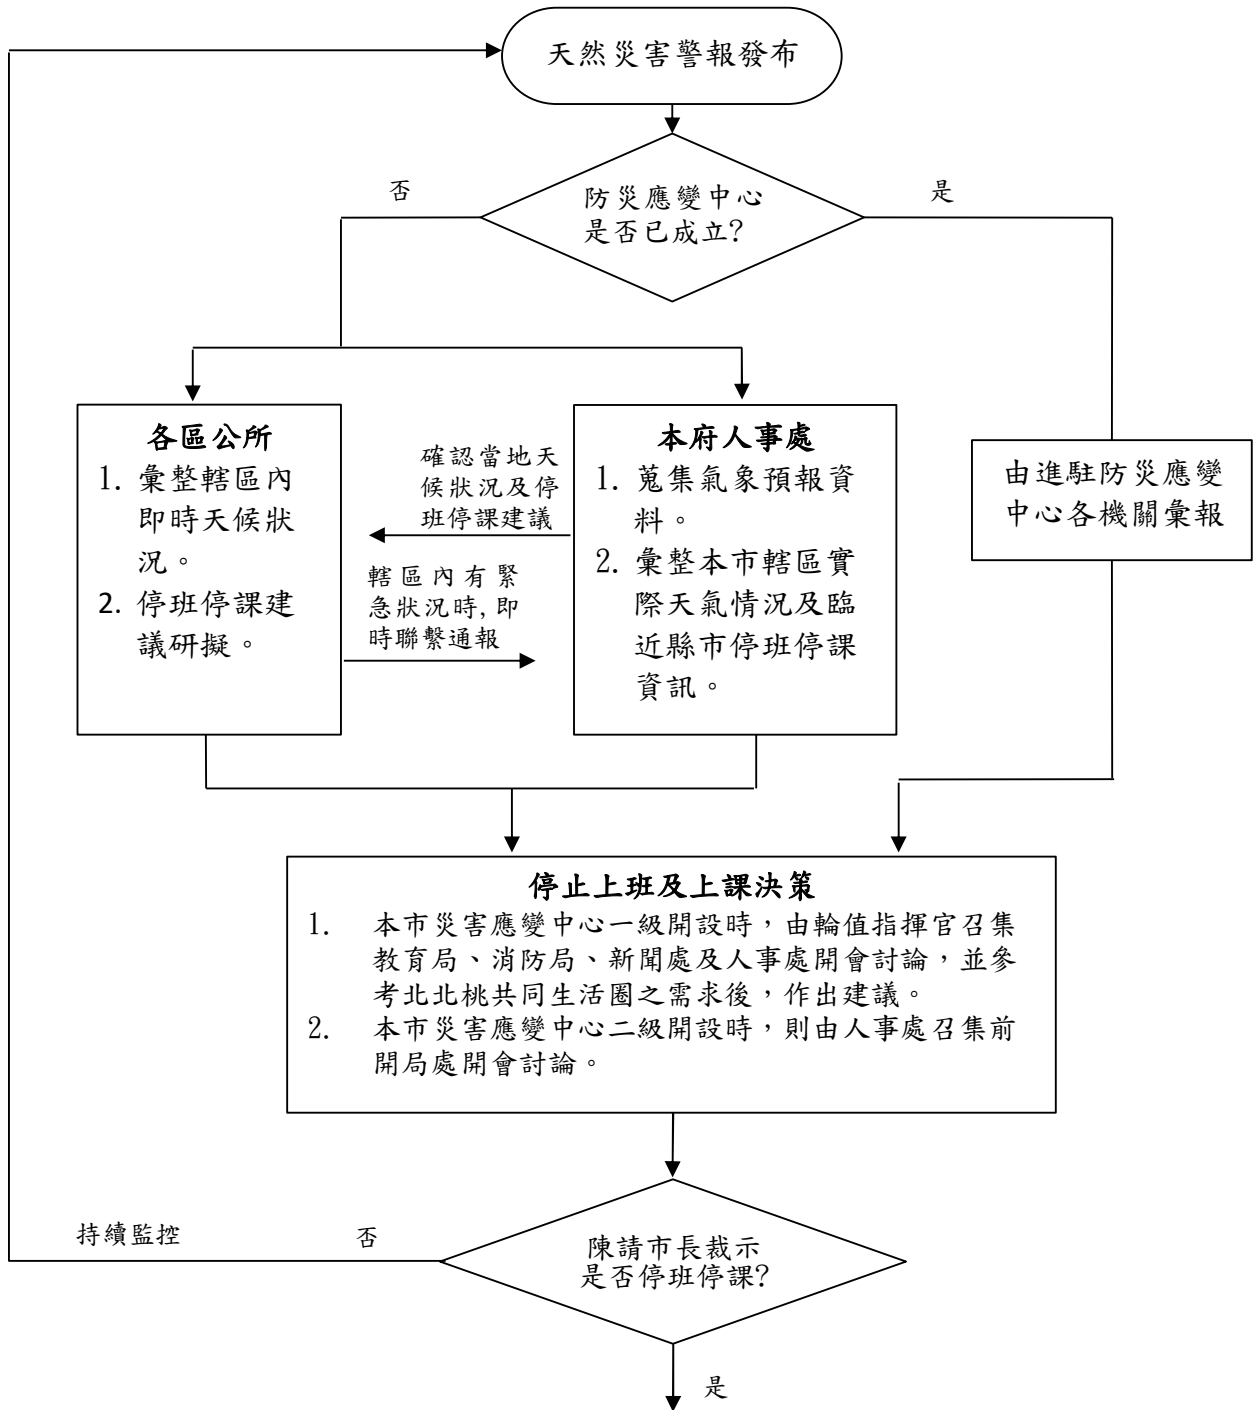 天然災害警報發布
否
防災應變中心
是否已成立?
是
各區公所
1. 彙整轄區內
即時天候狀
況。
2. 停班停課建
議研擬。
確認當地天
候狀況及停
班停課建議
轄區內有緊
急狀況時,即
時聯繫通報
本府人事處
1. 蒐集氣象預報資
料。
2. 彙整本市轄區實
際天氣情況及臨
近縣市停班停課
資訊。
由進駐防災應變
中心各機關彙報
停止上班及上課決策
1. 本市災害應變中心一級開設時，由輪值指揮官召集
教育局、消防局、新聞處及人事處開會討論，並參
考北北桃共同生活圈之需求後，作出建議。
2. 本市災害應變中心二級開設時，則由人事處召集前
開局處開會討論。
持續監控
否
陳請市長裁示
是否停班停課?
是